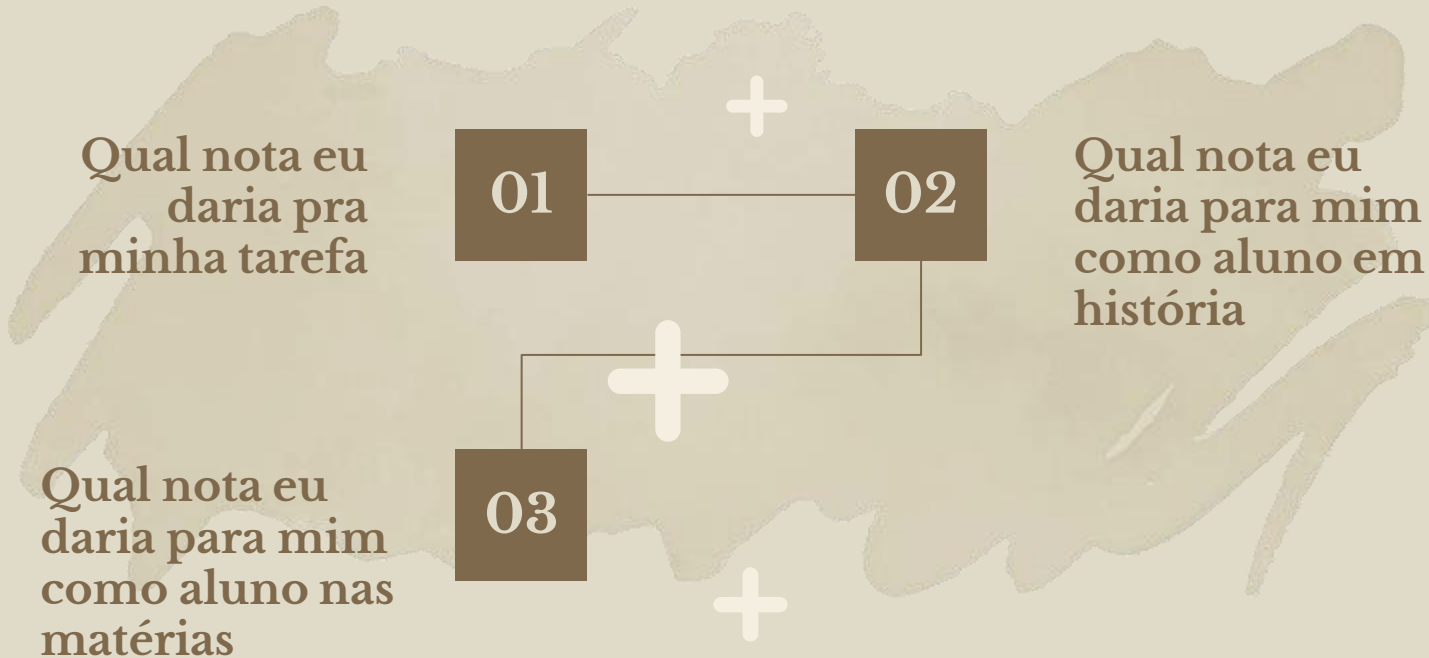 Qual nota eu
daria pra
minha tarefa
01
02
Qual nota eu
daria para mim
como aluno em
história
03
Qual nota eu
daria para mim
como aluno nas
matérias